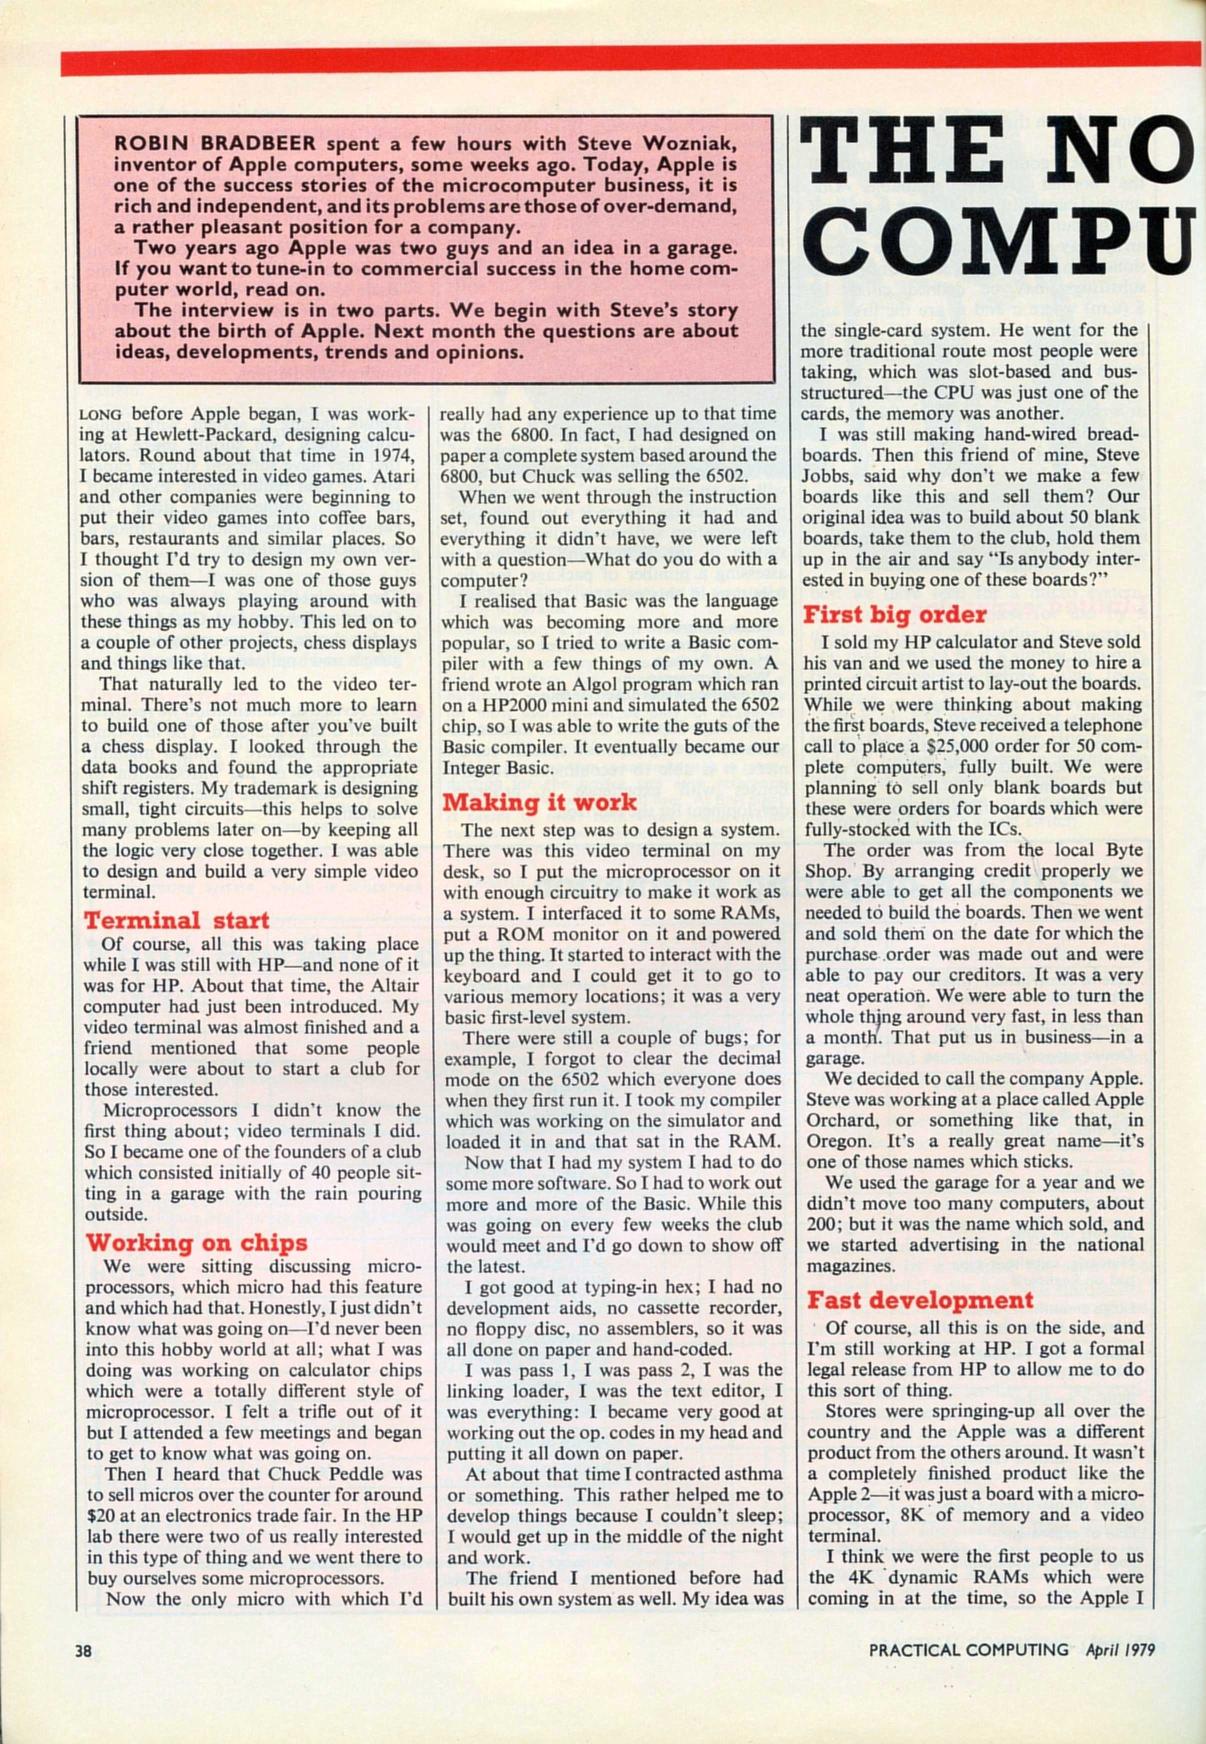 ROBIN BRADBEER spent a few hours with Steve Wozniak,
inventor of Apple computers, some weeks ago. Today, Apple is
one of the success stories of the microcomputer business, it is
rich and independent, and its problems are those of over-demand,
a rather pleasant position for a company.
Two years ago Apple was two guys and an idea in a garage.
If you want to tune-in to commercial success in the home com-
puter world, read on.
The interview is in two parts. We begin with Steve's story
about the birth of Apple. Next month the questions are about
ideas, developments, trends and opinions.
THE NO
COMPU
LONG before Apple began, I was work-
ing at Hewlett-Packard, designing calcu-
lators. Round about that time in 1974,
I became interested in video games. Atari
and other companies were beginning to
put their video games into coffee bars,
bars, restaurants and similar places. So
I thought I'd try to design my own ver-
sion of them—I was one of those guys
who was always playing around with
these things as my hobby. This led on to
a couple of other projects, chess displays
and things like that.
That naturally led to the video ter-
minal. There's not much more to learn
to build one of those after you've built
a chess display. I looked through the
data books and found the appropriate
shift registers. My trademark is designing
small, tight circuits—this helps to solve
many problems later on—by keeping all
the logic very close together. I was able
to design and build a very simple video
terminal.
Terminal start
Of course, all this was taking place
while I was still with HP—and none of it
was for HP. About that time, the Altair
computer had just been introduced. My
video terminal was almost finished and a
friend mentioned that some people
locally were about to start a club for
those interested.
Microprocessors I didn't know the
first thing about; video terminals I did.
So I became one of the founders of a club
which consisted initially of 40 people sit-
ting in a garage with the rain pouring
outside.
Working on chips
We were sitting discussing micro-
processors, which micro had this feature
and which had that. Honestly, I just didn't
know what was going on—I'd never been
into this hobby world at all; what I was
doing was working on calculator chips
which were a totally different style of
microprocessor. I felt a trifle out of it
but I attended a few meetings and began
to get to know what was going on.
Then I heard that Chuck Peddle was
to sell micros over the counter for around
$20 at an electronics trade fair. In the HP
lab there were two of us really interested
in this type of thing and we went there to
buy ourselves some microprocessors.
Now the only micro with which I'd
really had any experience up to that time
was the 6800. In fact, I had designed on
paper a complete system based around the
6800, but Chuck was selling the 6502.
When we went through the instruction
set, found out everything it had and
everything it didn't have, we were left
with a question—What do you do with a
computer?
I realised that Basic was the language
which was becoming more and more
popular, so I tried to write a Basic com-
piler with a few things of my own. A
friend wrote an Algol program which ran
on a HP2000 mini and simulated the 6502
chip, so I was able to write the guts of the
Basic compiler. It eventually became our
Integer Basic.
Making it work
The next step was to design a system.
There was this video terminal on my
desk, so I put the microprocessor on it
with enough circuitry to make it work as
a system. I interfaced it to some RAMs,
put a ROM monitor on it and powered
up the thing. It started to interact with the
keyboard and I could get it to go to
various memory locations; it was a very
basic first-level system.
There were still a couple of bugs; for
example, I forgot to clear the decimal
mode on the 6502 which everyone does
when they first run it. I took my compiler
which was working on the simulator and
loaded it in and that sat in the RAM.
Now that I had my system I had to do
some more software. So I had to work out
more and more of the Basic. While this
was going on every few weeks the club
would meet and I'd go down to show off
the latest.
I got good at typing-in hex; I had no
development aids, no cassette recorder,
no floppy disc, no assemblers, so it was
all done on paper and hand-coded.
I was pass 1, I was pass 2, I was the
linking loader, I was the text editor, I
was everything: I became very good at
working out the op. codes in my head and
putting it all down on paper.
At about that time I contracted asthma
or something. This rather helped me to
develop things because I couldn't sleep;
I would get up in the middle of the night
and work.
The friend I mentioned before had
built his own system as well. My idea was
the single-card system. He went for the
more traditional route most people were
taking, which was slot-based and bus-
structured—the CPU was just one of the
cards, the memory was another.
I was still making hand-wired bread-
boards. Then this friend of mine, Steve
Jobbs, said why don't we make a few
boards like this and sell them? Our
original idea was to build about 50 blank
boards, take them to the club, hold them
up in the air and say “Is anybody inter-
ested in buying one of these boards?”
First big order
I sold my HP calculator and Steve sold
his van and we used the money to hire a
printed circuit artist to lay-out the boards.
While we were thinking about making
the first boards, Steve received a telephone
call to place a $25,000 order for 50 com-
plete computers, fully built. We were
planning to sell only blank boards but
these were orders for boards which were
fully-stocked with the ICs.
The order was from the local Byte
Shop. By arranging credit properly we
were able to get all the components we
needed to build the boards. Then we went
and sold them on the date for which the
purchase order was made out and were
able to pay our creditors. It was a very
neat operation. We were able to turn the
whole thing around very fast, in less than
a month. That put us in business—in a
garage.
We decided to call the company Apple.
Steve was working at a place called Apple
Orchard, or something like that, in
Oregon. It's a really great name—it's
one of those names which sticks.
We used the garage for a year and we
didn't move too many computers, about
200; but it was the name which sold, and
we started advertising in the national
magazines.
Fast development
Of course, all this is on the side, and
I'm still working at HP. I got a formal
legal release from HP to allow me to do
this sort of thing.
Stores were springing-up all over the
country and the Apple was a different
product from the others around. It wasn't
a completely finished product like the
Apple 2—it was just a board with a micro-
processor, 8K of memory and a video
terminal.
I think we were the first people to us
the 4K dynamic RAMs which were
coming in at the time, so the Apple I
38
PRACTICAL COMPUTING April 1979